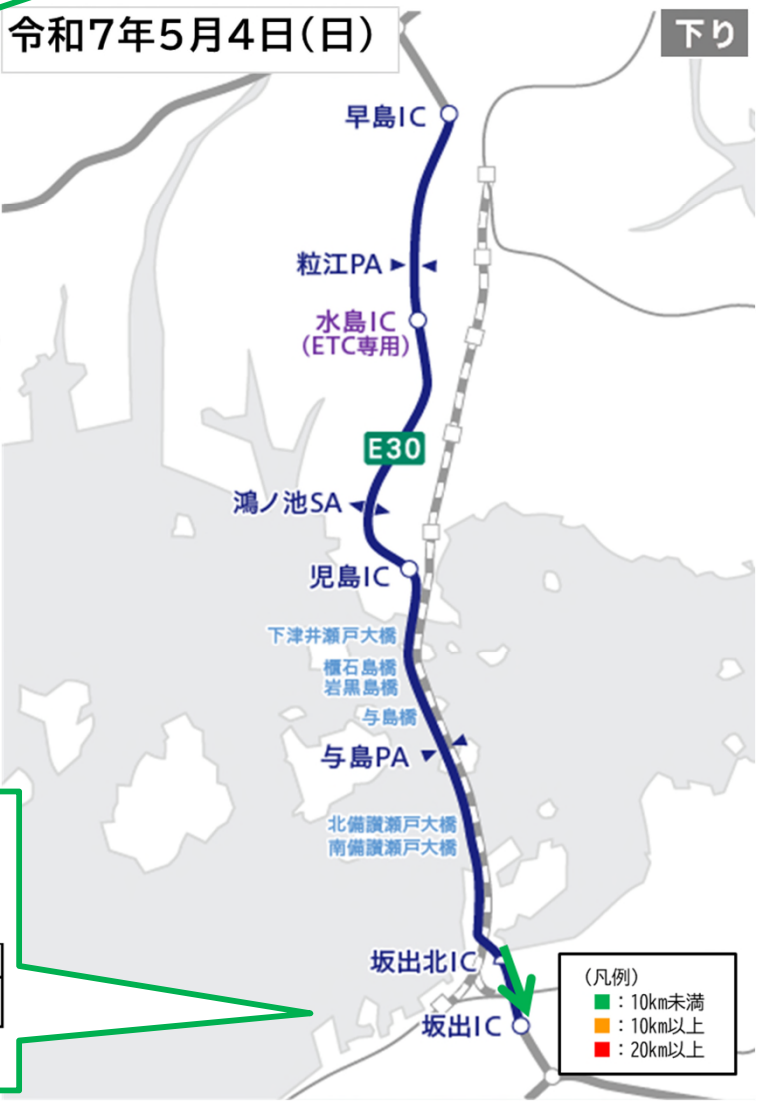 令和7年5月4日(日)
下り
早島IC
粒江PA
水島IC
(ETC専用)
E30
鴻ノ池SA
児島IC
下津井瀬戸大橋
櫃石島橋
岩黒島橋
与島橋
与島PA
北備讃瀬戸大橋
南備讃瀬戸大橋
坂出北IC
坂出IC
(凡例)
■:10km未満
■:10km以上
■:20km以上